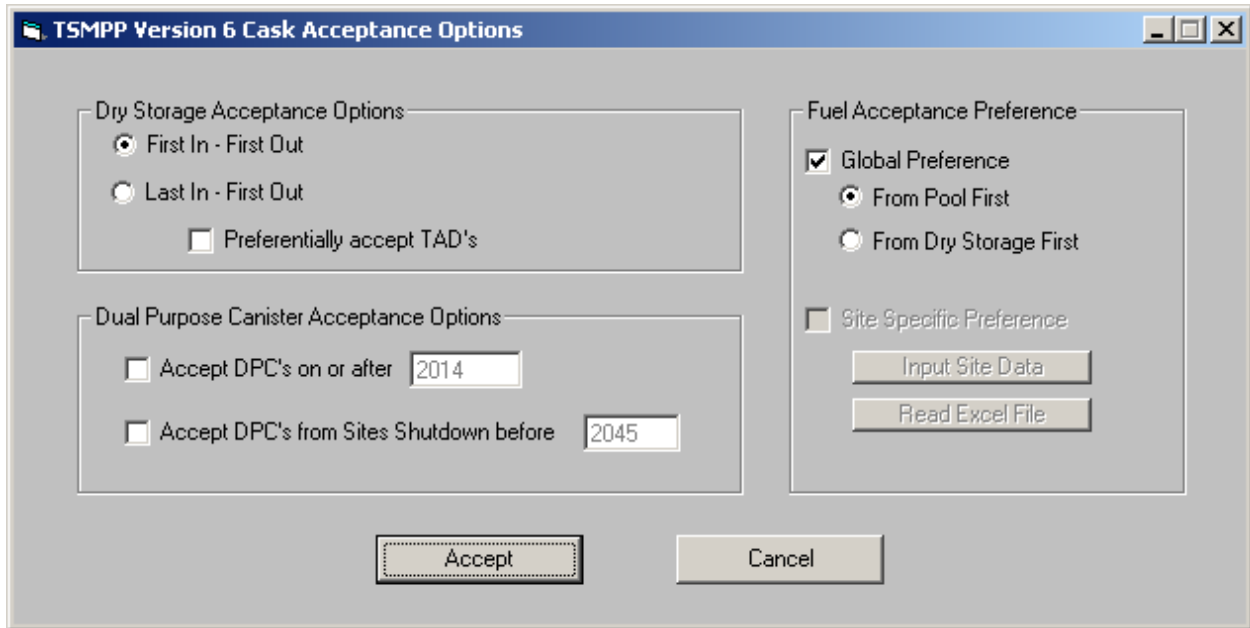 TSMPP Version 6 Cask Acceptance Options
Dry Storage Acceptance Options
First In - First Out
Last In - First Out
Preferentially accept TAD's
Dual Purpose Canister Acceptance Options
Accept DPC's on or after 2014
Accept DPC's from Sites Shutdown before 2045
Fuel Acceptance Preference
Global Preference
From Pool First
From Dry Storage First
Site Specific Preference
Input Site Data
Read Excel File
Accept
Cancel